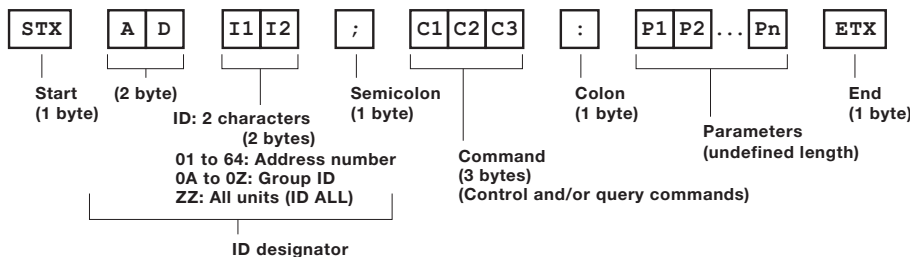 STX A D I1 I2 ; C1 C2 C3 : P1 P2 ... Pn ETX
Start
(1 byte)
(2 byte)
ID: 2 characters
(2 bytes)
01 to 64: Address number
0A to 0Z: Group ID
ZZ: All units (ID ALL)
ID designator
Semicolon
(1 byte)
Command
(3 bytes)
(Control and/or query commands)
Colon
(1 byte)
Parameters
(undefined length)
End
(1 byte)